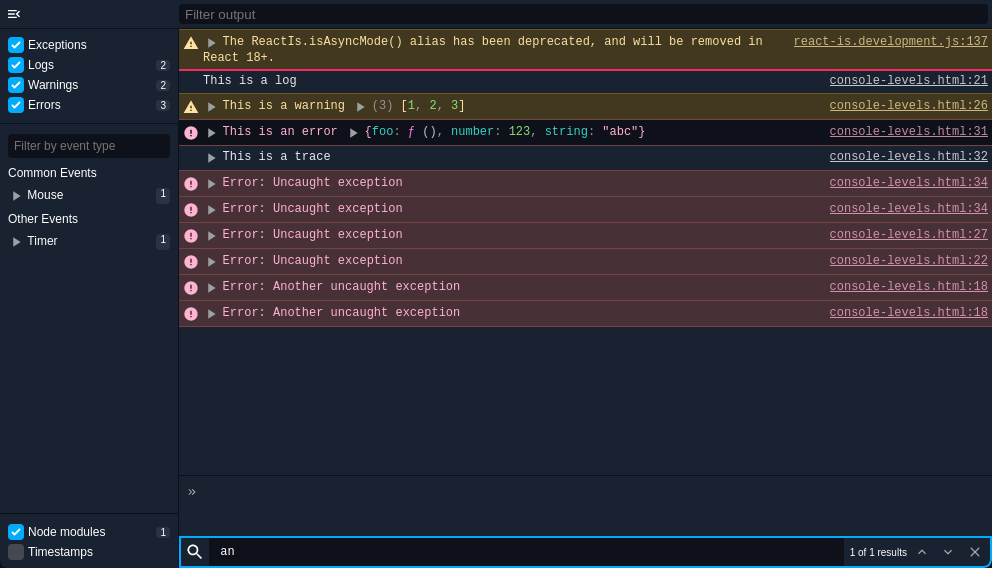 Filter output
Exceptions
Logs 2
Warnings 2
Errors 3
Filter by event type
Common Events
Mouse 1
Other Events
Timer 1
Node modules 1
Timestamps
The ReactIs.isAsyncMode() alias has been deprecated, and will be removed in react-is.development.js:137
React 18+.
This is a log console-levels.html:21
This is a warning (3) [1, 2, 3] console-levels.html:26
This is an error {foo: ƒ (), number: 123, string: "abc"} console-levels.html:31
This is a trace console-levels.html:32
Error: Uncaught exception console-levels.html:34
Error: Uncaught exception console-levels.html:34
Error: Uncaught exception console-levels.html:27
Error: Uncaught exception console-levels.html:22
Error: Another uncaught exception console-levels.html:18
Error: Another uncaught exception console-levels.html:18
»
an 1 of 1 results